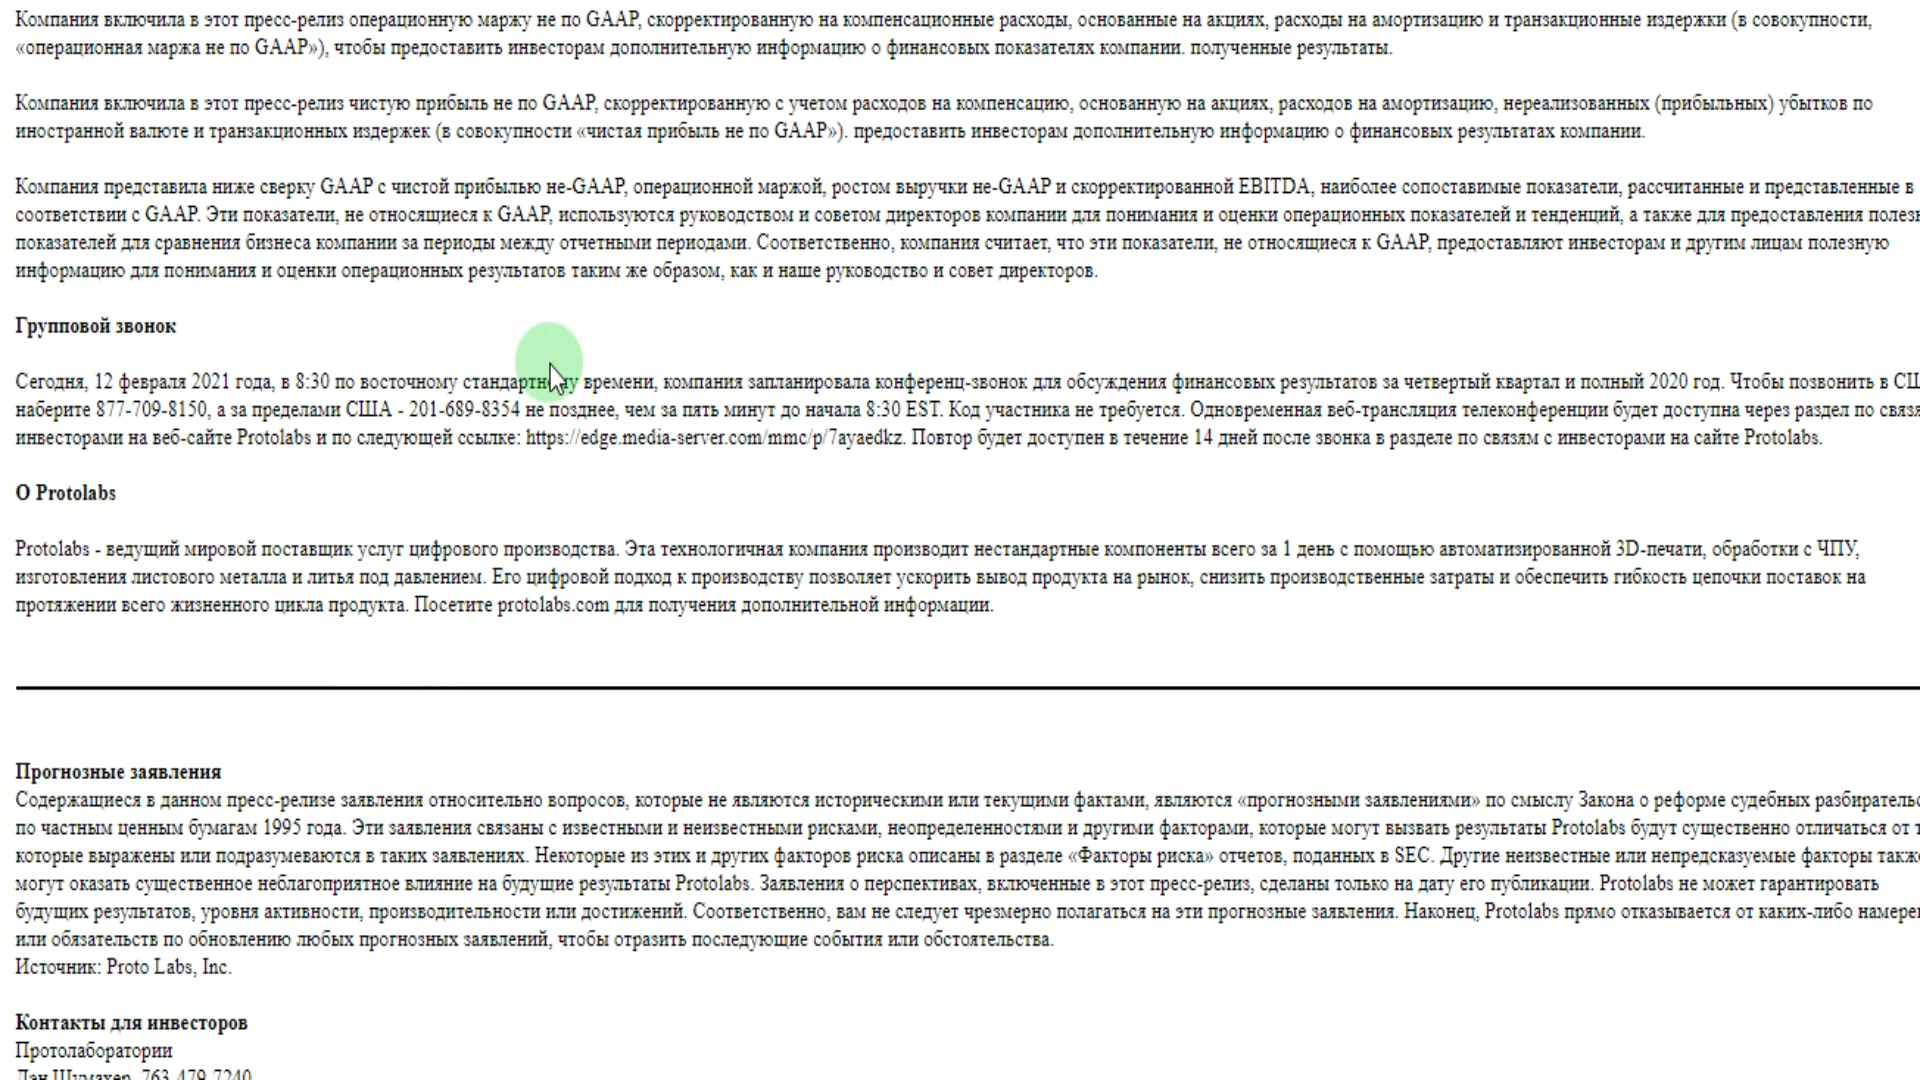 Компания включила в этот пресс-релиз операционную маржу не по GAAP, скорректированную на компенсационные расходы, основанные на акциях, расходы на амортизацию и транзакционные издержки (в совокупности,
«операционная маржа не по GAAP»), чтобы предоставить инвесторам дополнительную информацию о финансовых показателях компании. полученные результаты.
Компания включила в этот пресс-релиз чистую прибыль не по GAAP, скорректированную с учетом расходов на компенсацию, основанную на акциях, расходов на амортизацию, нереализованных (прибыльных) убытков по
иностранной валюте и транзакционных издержек (в совокупности «чистая прибыль не по GAAP»). предоставить инвесторам дополнительную информацию о финансовых результатах компании.
Компания представила ниже сверку GAAP с чистой прибылью не-GAAP, операционной маржой, ростом выручки не-GAAP и скорректированной EBITDA, наиболее сопоставимые показатели, рассчитанные и представленные в
соответствии с GAAP. Эти показатели, не относящиеся к GAAP, используются руководством и советом директоров компании для понимания и оценки операционных показателей и тенденций, а также для предоставления
показателей для сравнения бизнеса компании за периоды между отчетными периодами. Соответственно, компания считает, что эти показатели, не относящиеся к GAAP, предоставляют инвесторам и другим лицам полезную
информацию для понимания и оценки операционных результатов таким же образом, как и наше руководство и совет директоров.
Групповой звонок
Сегодня, 12 февраля 2021 года, в 8:30 по восточному стандартному времени, компания запланировала конференц-звонок для обсуждения финансовых результатов за четвертый квартал и полный 2020 год. Чтобы позвонить в
наберите 877-709-8150, а за пределами США - 201-689-8354 не позднее, чем за пять минут до начала 8:30 EST. Код участника не требуется. Одновременная веб-трансляция телеконференции будет доступна через раздел по
инвесторами на веб-сайте Protolabs и по следующей ссылке: https://edge.media-server.com/mmc/p/7ayaedkz. Повтор будет доступен в течение 14 дней после звонка в разделе по связям с инвесторами на сайте Protolabs.
О Protolabs
Protolabs - ведущий мировой поставщик услуг цифрового производства. Эта технологичная компания производит нестандартные компоненты всего за 1 день с помощью автоматизированной 3D-печати, обработки с ЧПУ,
изготовления листового металла и литья под давлением. Его цифровой подход к производству позволяет ускорить вывод продукта на рынок, снизить производственные затраты и обеспечить гибкость цепочки поставок на
протяжении всего жизненного цикла продукта. Посетите protolabs.com для получения дополнительной информации.
Прогнозные заявления
Содержащиеся в данном пресс-релизе заявления относительно вопросов, которые не являются историческими или текущими фактами, являются «прогнозными заявлениями» по смыслу Закона о реформе судебных
по частным ценным бумагам 1995 года. Эти заявления связаны с известными и неизвестными рисками, неопределенностями и другими факторами, которые могут вызвать результаты Protolabs будут существенно отличаться от
которые выражены или подразумеваются в таких заявлениях. Некоторые из этих и других факторов риска описаны в разделе «Факторы риска» отчетов, поданных в SEC. Другие неизвестные или непредсказуемые факторы
могут оказать существенное неблагоприятное влияние на будущие результаты Protolabs. Заявления о перспективах, включенные в этот пресс-релиз, сделаны только на дату его публикации. Protolabs не может гарантировать
будущих результатов, уровня активности, производительности или достижений. Соответственно, вам не следует чрезмерно полагаться на эти прогнозные заявления. Наконец, Protolabs прямо отказывается от каких-либо
или обязательств по обновлению любых прогнозных заявлений, чтобы отразить последующие события или обстоятельства.
Источник: Proto Labs, Inc.
Контакты для инвесторов
Протолаборатории
Дэн Шумахер, 763-479-7240